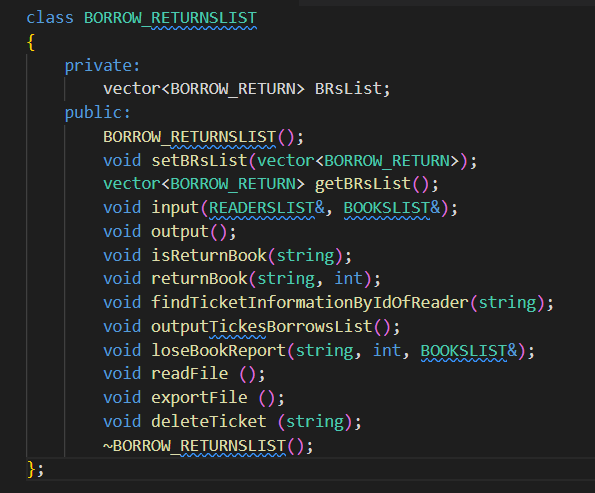 class BORROW_RETURNSLIST
{
private:
vector<BORROW_RETURN> BRsList;
public:
BORROW_RETURNSLIST();
void setBRsList(vector<BORROW_RETURN>);
vector<BORROW_RETURN> getBRsList();
void input(READERSLIST&, BOOKSLIST&);
void output();
void isReturnBook(string);
void returnBook(string, int);
void findTicketInformationByIdOfReader(string);
void outputTickesBorrowsList();
void loseBookReport(string, int, BOOKSLIST&);
void readFile ();
void exportFile ();
void deleteTicket (string);
~BORROW_RETURNSLIST();
};